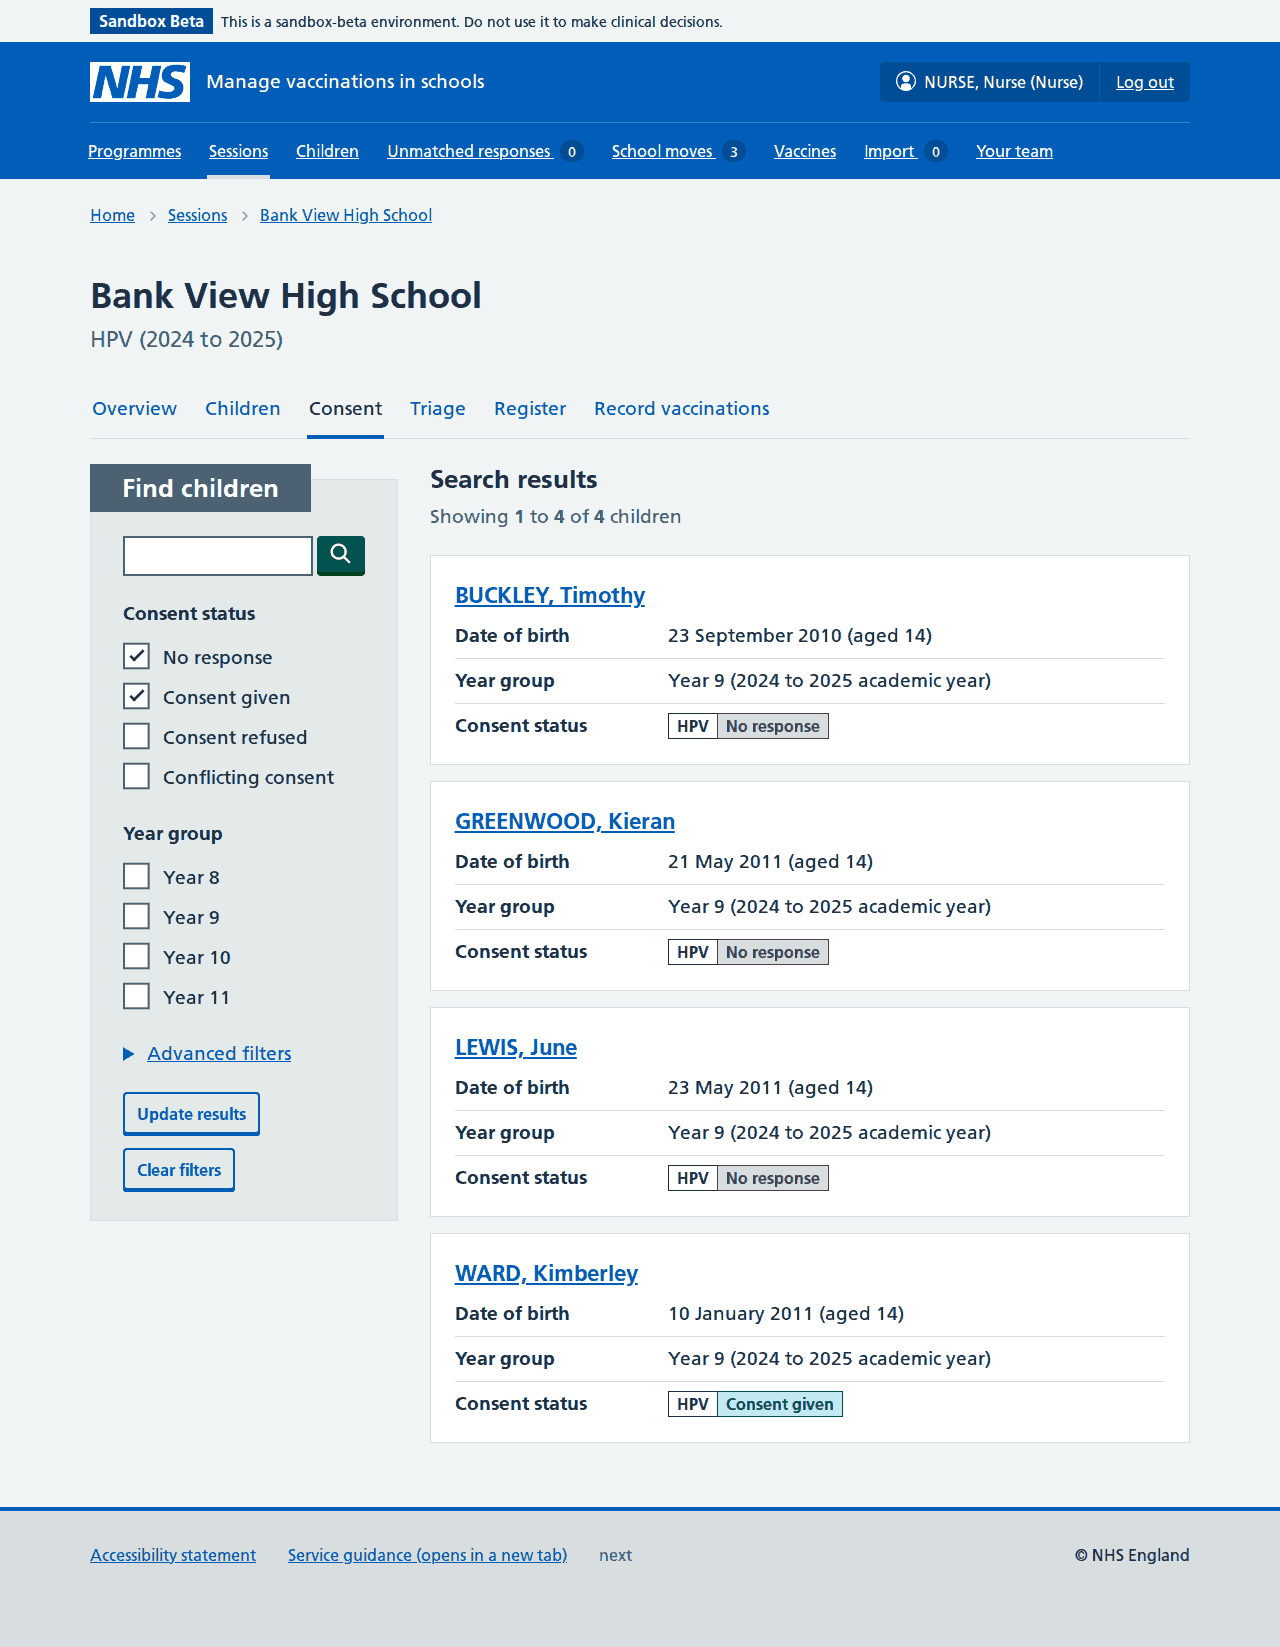 Sandbox Beta This is a sandbox-beta environment. Do not use it to make clinical decisions.
NHS Manage vaccinations in schools NURSE, Nurse (Nurse) Log out
Programmes Sessions Children Unmatched responses 0 School moves 3 Vaccines Import 0 Your team
Home Sessions Bank View High School
Bank View High School
HPV (2024 to 2025)
Overview Children Consent Triage Register Record vaccinations
Find children
Consent status
No response
Consent given
Consent refused
Conflicting consent
Year group
Year 8
Year 9
Year 10
Year 11
Advanced filters
Update results
Clear filters
Search results
Showing 1 to 4 of 4 children
BUCKLEY, Timothy
Date of birth 23 September 2010 (aged 14)
Year group Year 9 (2024 to 2025 academic year)
Consent status HPV No response
GREENWOOD, Kieran
Date of birth 21 May 2011 (aged 14)
Year group Year 9 (2024 to 2025 academic year)
Consent status HPV No response
LEWIS, June
Date of birth 23 May 2011 (aged 14)
Year group Year 9 (2024 to 2025 academic year)
Consent status HPV No response
WARD, Kimberley
Date of birth 10 January 2011 (aged 14)
Year group Year 9 (2024 to 2025 academic year)
Consent status HPV Consent given
Accessibility statement Service guidance (opens in a new tab) next © NHS England